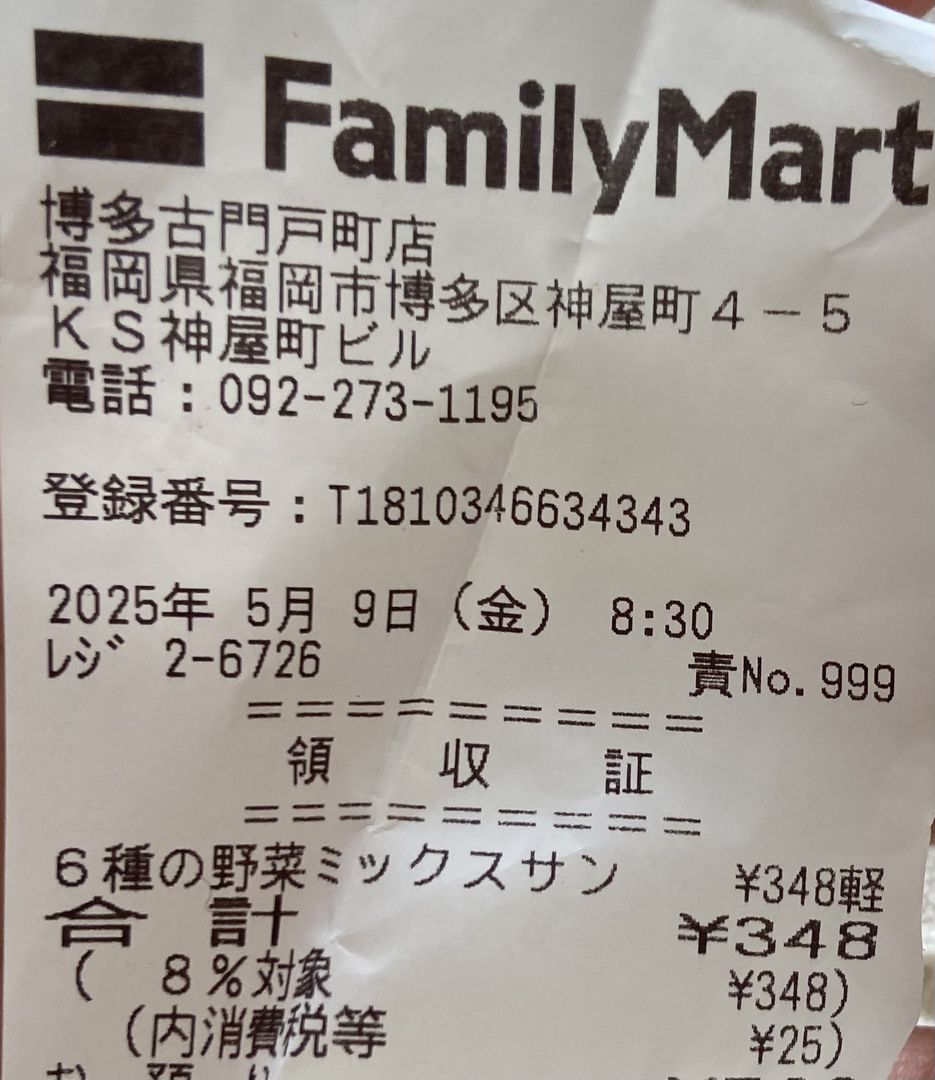 FamilyMart
博多古門戸町店
福岡県福岡市博多区神屋町4-5
KS神屋町ビル
電話:092-273-1195
登録番号:T1810346634343
2025年 5月 9日(金) 8:30
レジ 2-6726 責No.999
=========
領 収 証
=========
6種の野菜ミックスサン ¥348軽
合 計 ¥348
( 8%対象 ¥348)
(内消費税等 ¥25)